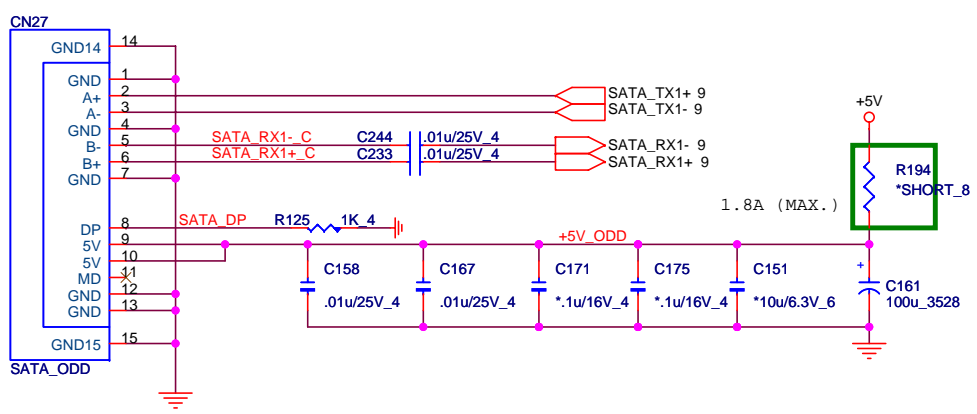 CN27
GND14 14
GND 1
A+ 2 SATA_TX1+ 9
A- 3 SATA_TX1- 9
GND 4
B- 5 SATA_RX1-_C C244 .01u/25V_4 SATA_RX1- 9
B+ 6 SATA_RX1+_C C233 .01u/25V_4 SATA_RX1+ 9
GND 7
+5V
R194
*SHORT_8
1.8A (MAX.)
DP 8 SATA_DP R125 1K_4
5V 9 +5V_ODD
5V 10
MD 11
GND 12
GND 13
GND15 15
SATA_ODD
C158
.01u/25V_4
C167
.01u/25V_4
C171
*.1u/16V_4
C175
*.1u/16V_4
C151
*10u/6.3V_6
+
C161
100u_3528